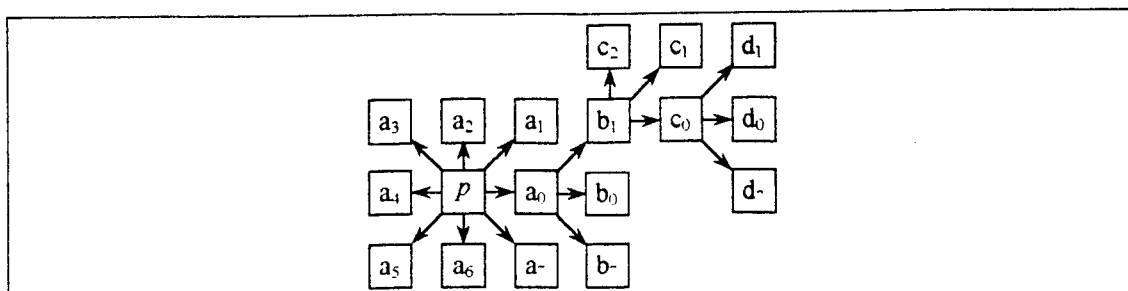 c₂ c₁ d₁
a₃ a₂ a₁ b₁ c₀ d₀
a₄ p a₀ b₀ d₇
a₅ a₆ a₇ b₇